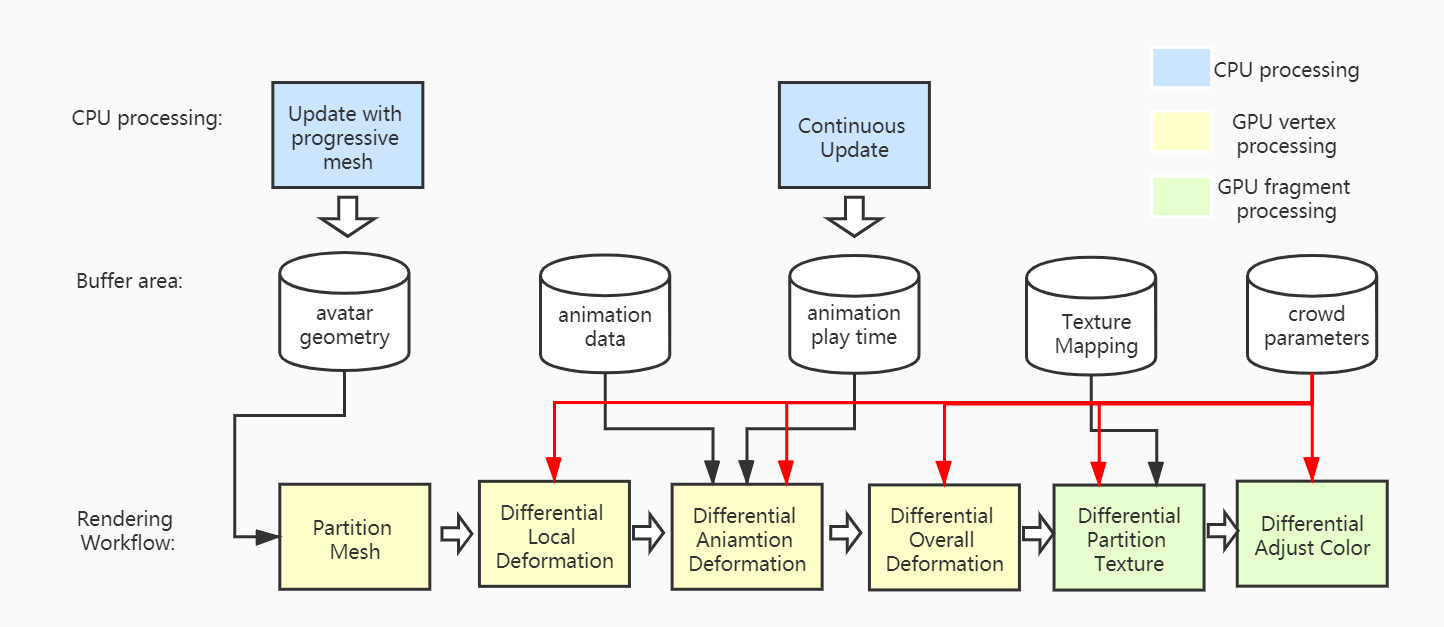 CPU processing:
Update with
progressive
mesh
Continuous
Update
CPU processing
GPU vertex
processing
GPU fragment
processing
Buffer area:
avatar
geometry
animation
data
animation
play time
Texture
Mapping
crowd
parameters
Rendering
Workflow:
Partition
Mesh
Differential
Local
Deformation
Differential
Aniamtion
Deformation
Differential
Overall
Deformation
Differential
Partition
Texture
Differential
Adjust Color